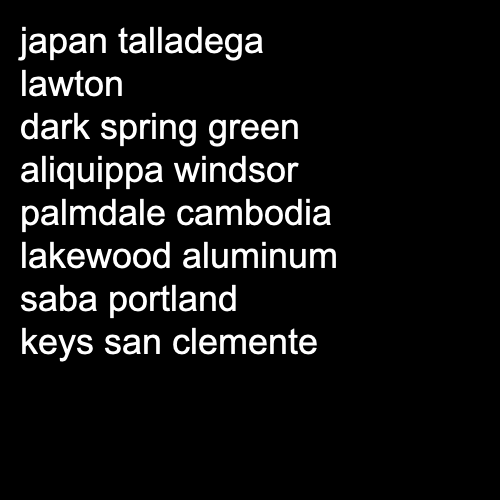 japan talladega
lawton
dark spring green
aliquippa windsor
palmdale cambodia
lakewood aluminum
saba portland
keys san clemente